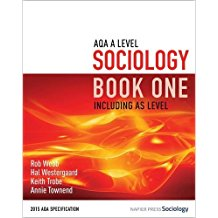 AQA A LEVEL
SOCIOLOGY
BOOK ONE
INCLUDING AS LEVEL
Rob Webb
Hal Westergaard
Keith Trobe
Annie Townend
2015 AQA SPECIFICATION
NAPIER PRESS Sociology